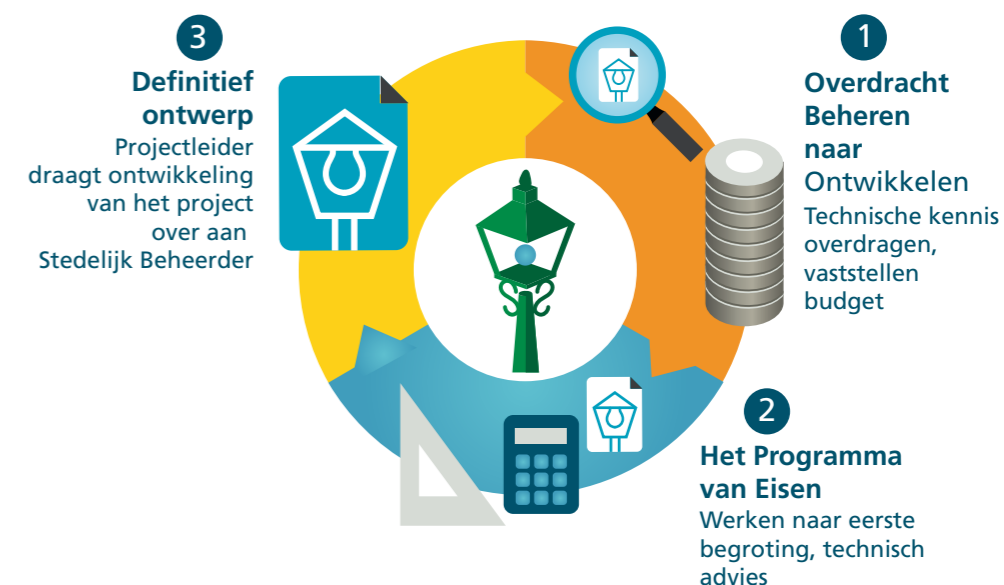 1
Overdracht
Beheren
naar
Ontwikkelen
Technische kennis
overdragen,
vaststellen
budget
2
Het Programma
van Eisen
Werken naar eerste
begroting, technisch
advies
3
Definitief
ontwerp
Projectleider
draagt ontwikkeling
van het project
over aan
Stedelijk Beheerder